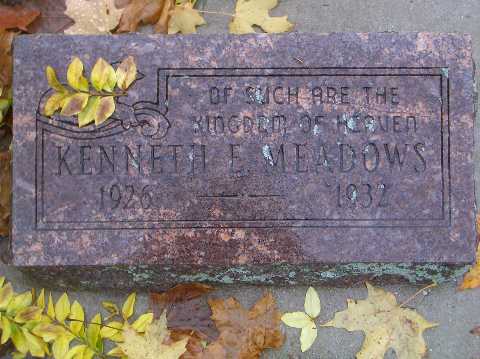 OF SUCH ARE THE
KINGDOM OF HEAVEN
KENNETH E. MEADOWS
1926 — 1932